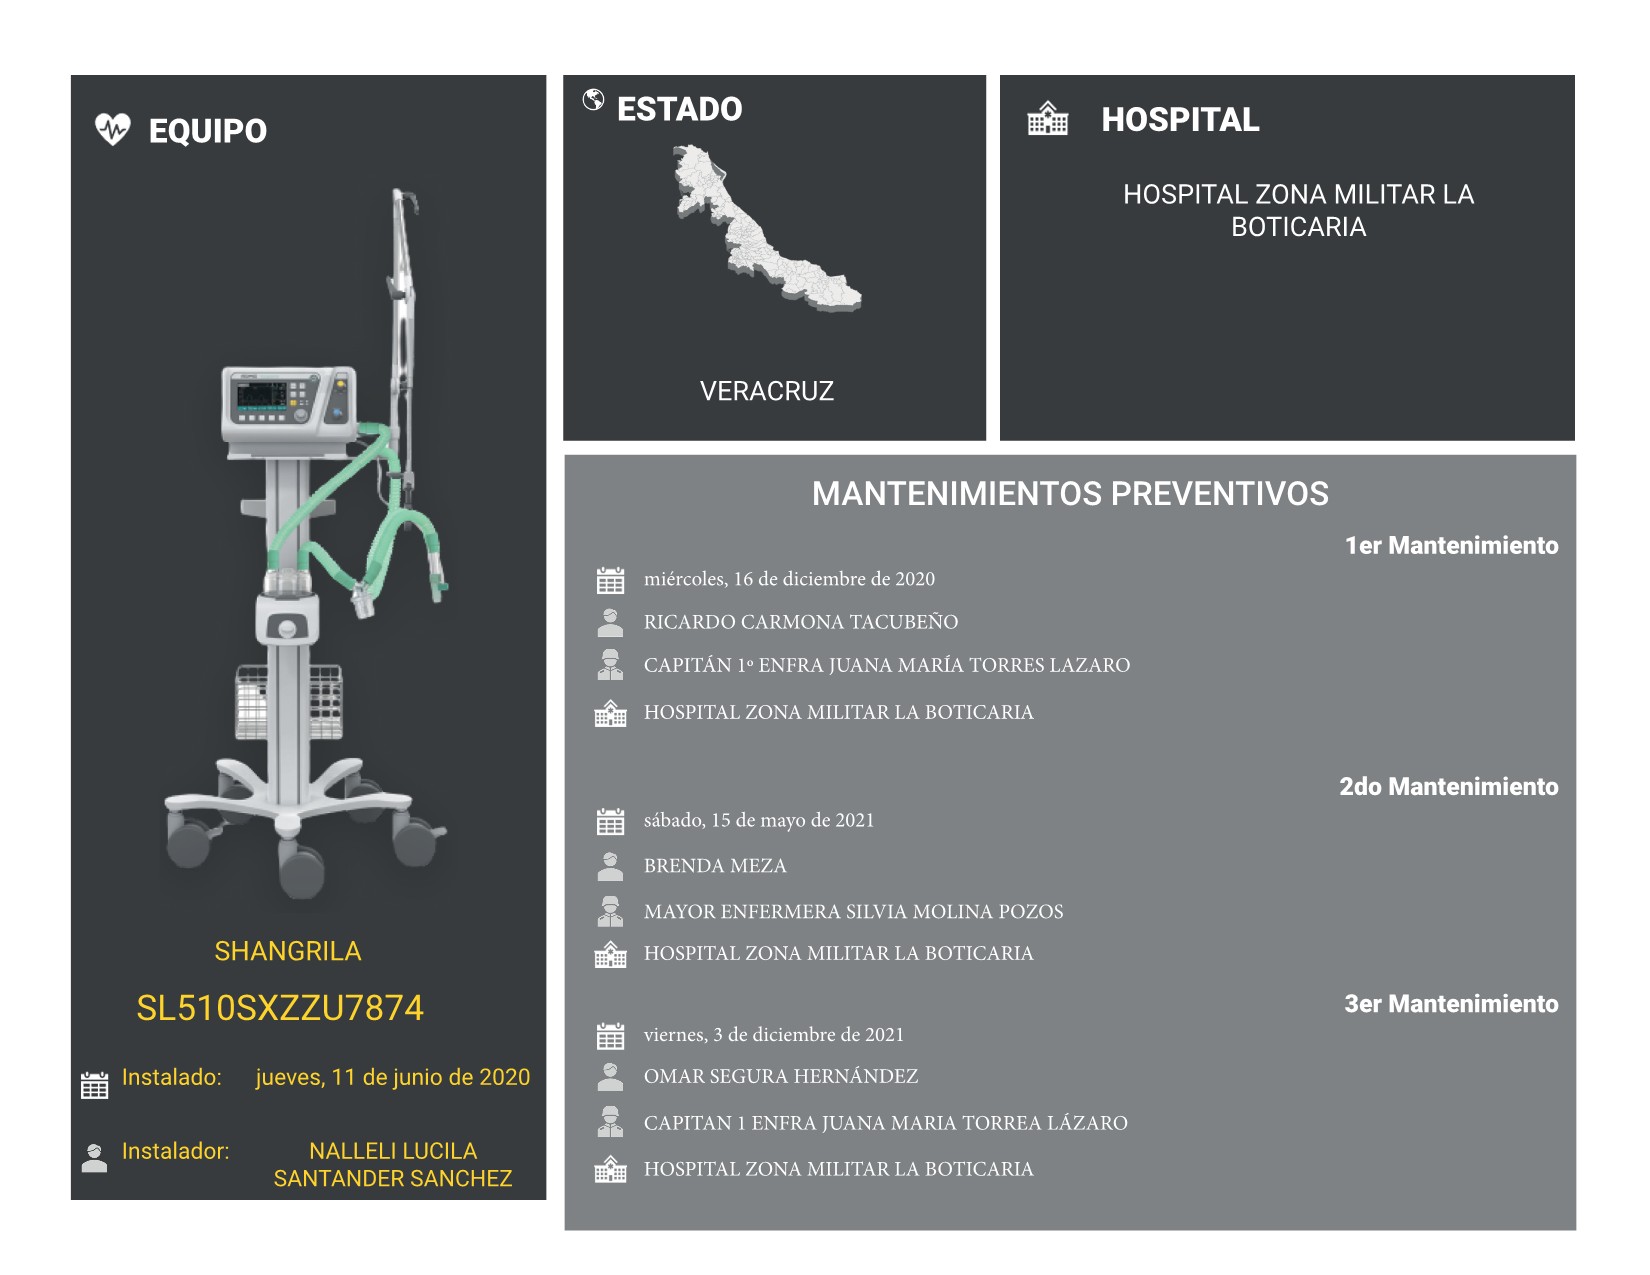 EQUIPO
SHANGRILA
SL510SXZZU7874
Instalado: jueves, 11 de junio de 2020
Instalador: NALLELI LUCILA
SANTANDER SANCHEZ
ESTADO
VERACRUZ
HOSPITAL
HOSPITAL ZONA MILITAR LA
BOTICARIA
MANTENIMIENTOS PREVENTIVOS
1er Mantenimiento
miércoles, 16 de diciembre de 2020
RICARDO CARMONA TACUBEÑO
CAPITÁN 1º ENFRA JUANA MARÍA TORRES LAZARO
HOSPITAL ZONA MILITAR LA BOTICARIA
2do Mantenimiento
sábado, 15 de mayo de 2021
BRENDA MEZA
MAYOR ENFERMERA SILVIA MOLINA POZOS
HOSPITAL ZONA MILITAR LA BOTICARIA
3er Mantenimiento
viernes, 3 de diciembre de 2021
OMAR SEGURA HERNÁNDEZ
CAPITAN 1 ENFRA JUANA MARIA TORREA LÁZARO
HOSPITAL ZONA MILITAR LA BOTICARIA